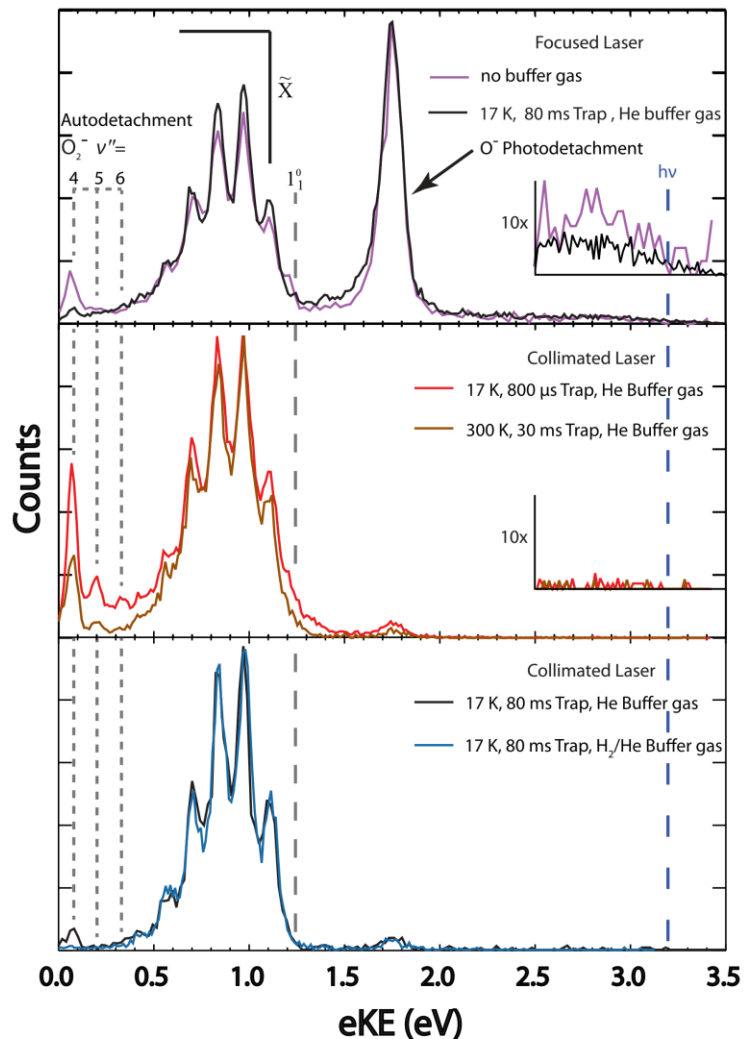 Focused Laser
no buffer gas
17 K, 80 ms Trap , He buffer gas
X̃
Autodetachment
O₂⁻ v″=
4 5 6
1⁰₁
O⁻ Photodetachment
hν
10x
Collimated Laser
17 K, 800 µs Trap, He Buffer gas
300 K, 30 ms Trap, He Buffer gas
10x
Counts
Collimated Laser
17 K, 80 ms Trap, He Buffer gas
17 K, 80 ms Trap, H₂/He Buffer gas
0.0 0.5 1.0 1.5 2.0 2.5 3.0 3.5
eKE (eV)